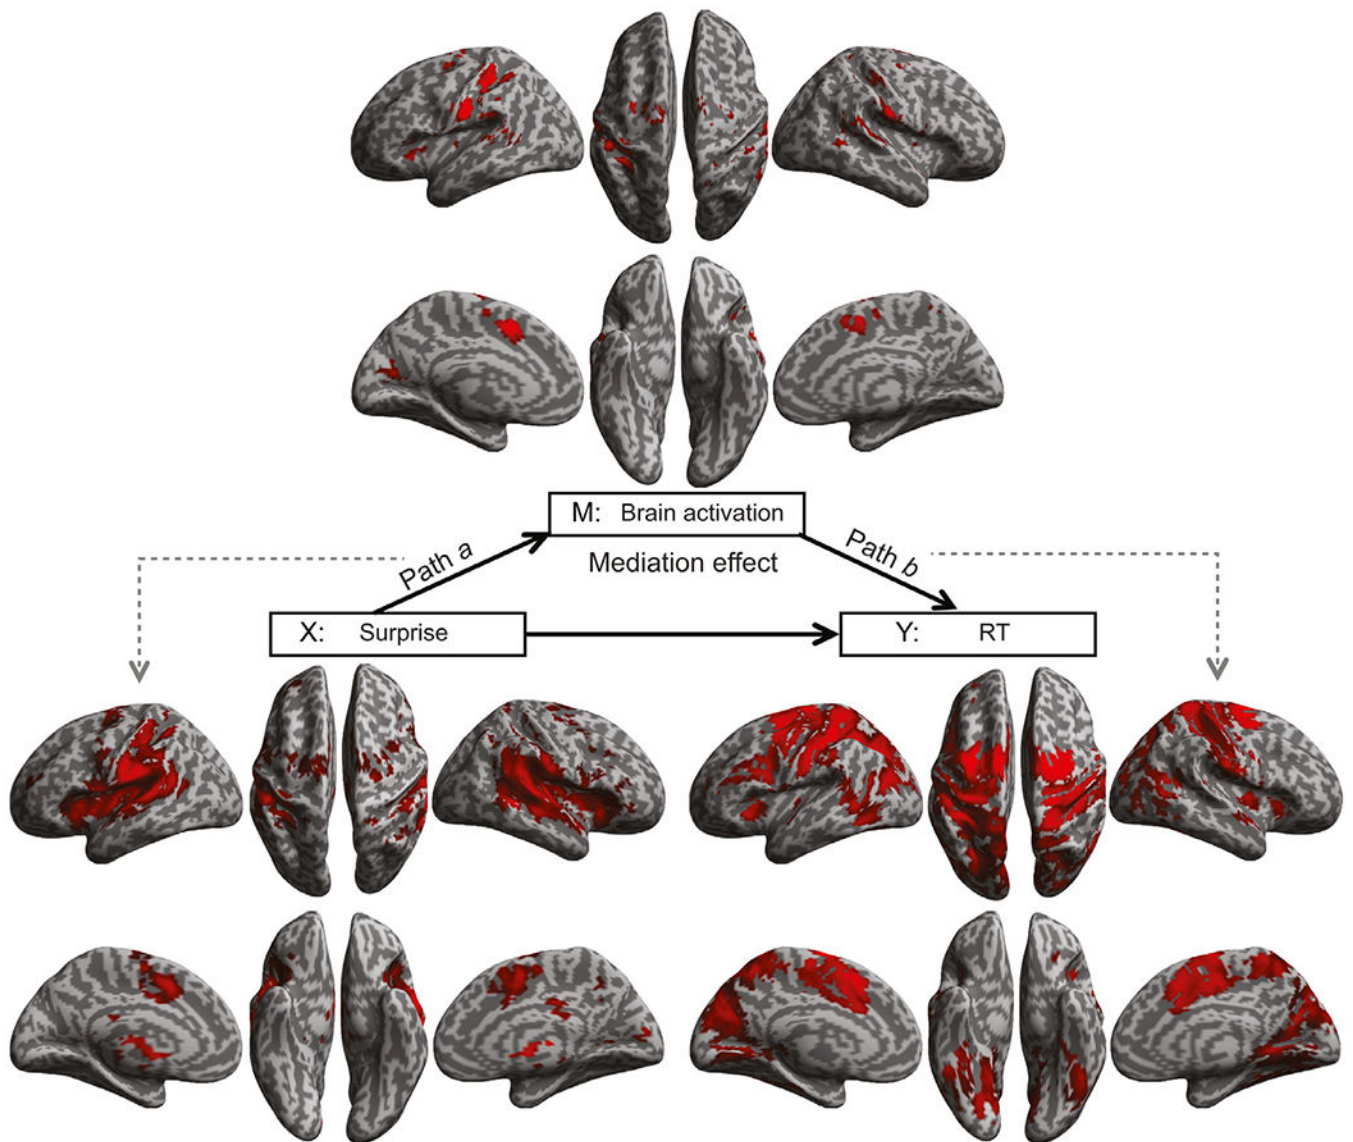 M: Brain activation
Path a
Path b
Mediation effect
X: Surprise
Y: RT